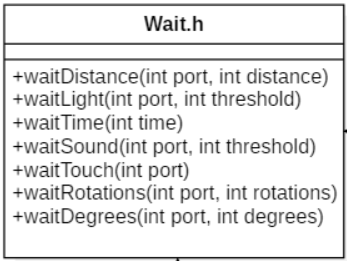 Wait.h
+waitDistance(int port, int distance)
+waitLight(int port, int threshold)
+waitTime(int time)
+waitSound(int port, int threshold)
+waitTouch(int port)
+waitRotations(int port, int rotations)
+waitDegrees(int port, int degrees)